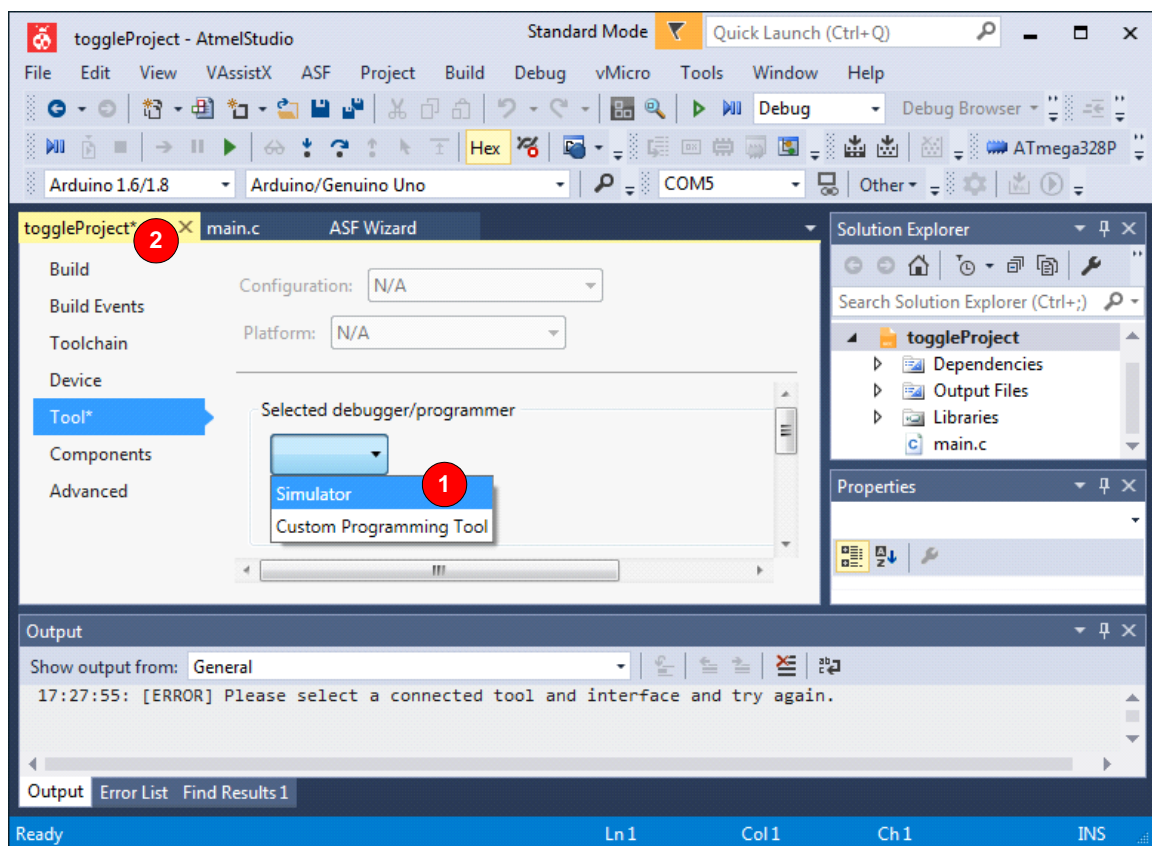 toggleProject - AtmelStudio
Standard Mode
Quick Launch (Ctrl+Q)
File Edit View VAssistX ASF Project Build Debug vMicro Tools Window Help
Debug
Debug Browser
Hex
ATmega328P
Arduino 1.6/1.8
Arduino/Genuino Uno
COM5
Other
toggleProject*
2
main.c
ASF Wizard
Build
Build Events
Toolchain
Device
Tool*
Components
Advanced
Configuration: N/A
Platform: N/A
Selected debugger/programmer
1
Simulator
Custom Programming Tool
Solution Explorer
Search Solution Explorer (Ctrl+;)
toggleProject
Dependencies
Output Files
Libraries
main.c
Properties
Output
Show output from: General
17:27:55: [ERROR] Please select a connected tool and interface and try again.
Output Error List Find Results 1
Ready
Ln 1
Col 1
Ch 1
INS